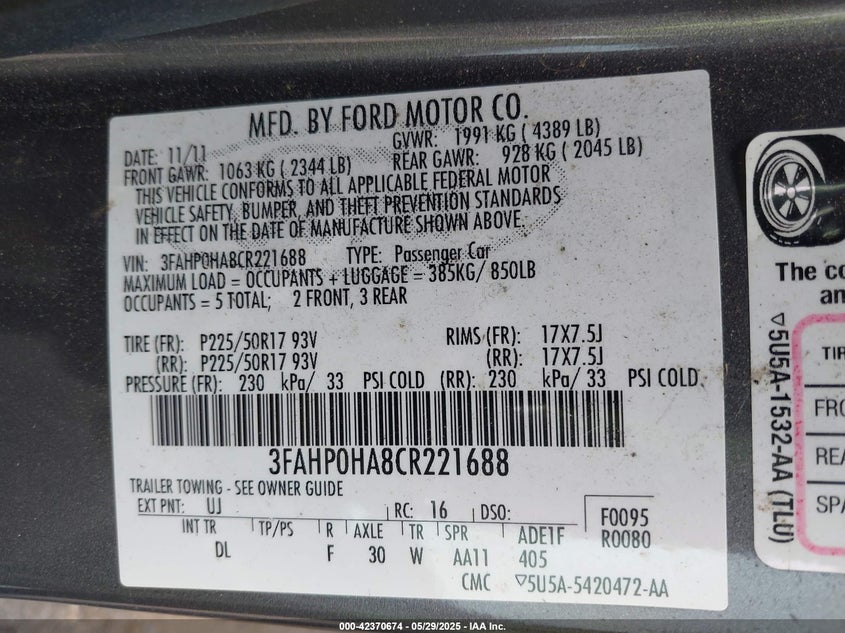 MFD. BY FORD MOTOR CO.
DATE: 11/11 GVWR: 1991 KG ( 4389 LB)
FRONT GAWR: 1063 KG ( 2344 LB) REAR GAWR: 928 KG ( 2045 LB)
THIS VEHICLE CONFORMS TO ALL APPLICABLE FEDERAL MOTOR
VEHICLE SAFETY, BUMPER, AND THEFT PREVENTION STANDARDS
IN EFFECT ON THE DATE OF MANUFACTURE SHOWN ABOVE.
VIN: 3FAHP0HA8CR221688 TYPE: Passenger Car
MAXIMUM LOAD = OCCUPANTS + LUGGAGE = 385KG/ 850LB
OCCUPANTS = 5 TOTAL; 2 FRONT, 3 REAR
TIRE (FR): P225/50R17 93V RIMS (FR): 17X7.5J
(RR): P225/50R17 93V (RR): 17X7.5J
PRESSURE (FR): 230 kPa/ 33 PSI COLD (RR): 230 kPa/ 33 PSI COLD
3FAHP0HA8CR221688
TRAILER TOWING - SEE OWNER GUIDE
EXT PNT: UJ RC: 16 DSO: F0095
R0080
INT TR TP/PS R AXLE TR SPR ADE1F
DL F 30 W AA11 405
CMC ▽5U5A-5420472-AA
The co
an
▽5U5A-1532-AA (TLU)
TIR
FRO
REA
SPA
000-42370674 | 05/29/2025 - IAA Inc.